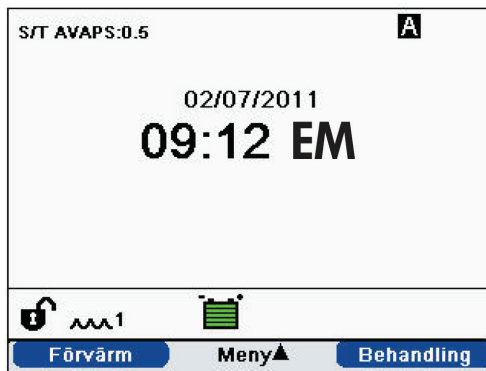 S/T AVAPS:0.5 A
02/07/2011
09:12 EM
1
Förvärm Meny▲ Behandling